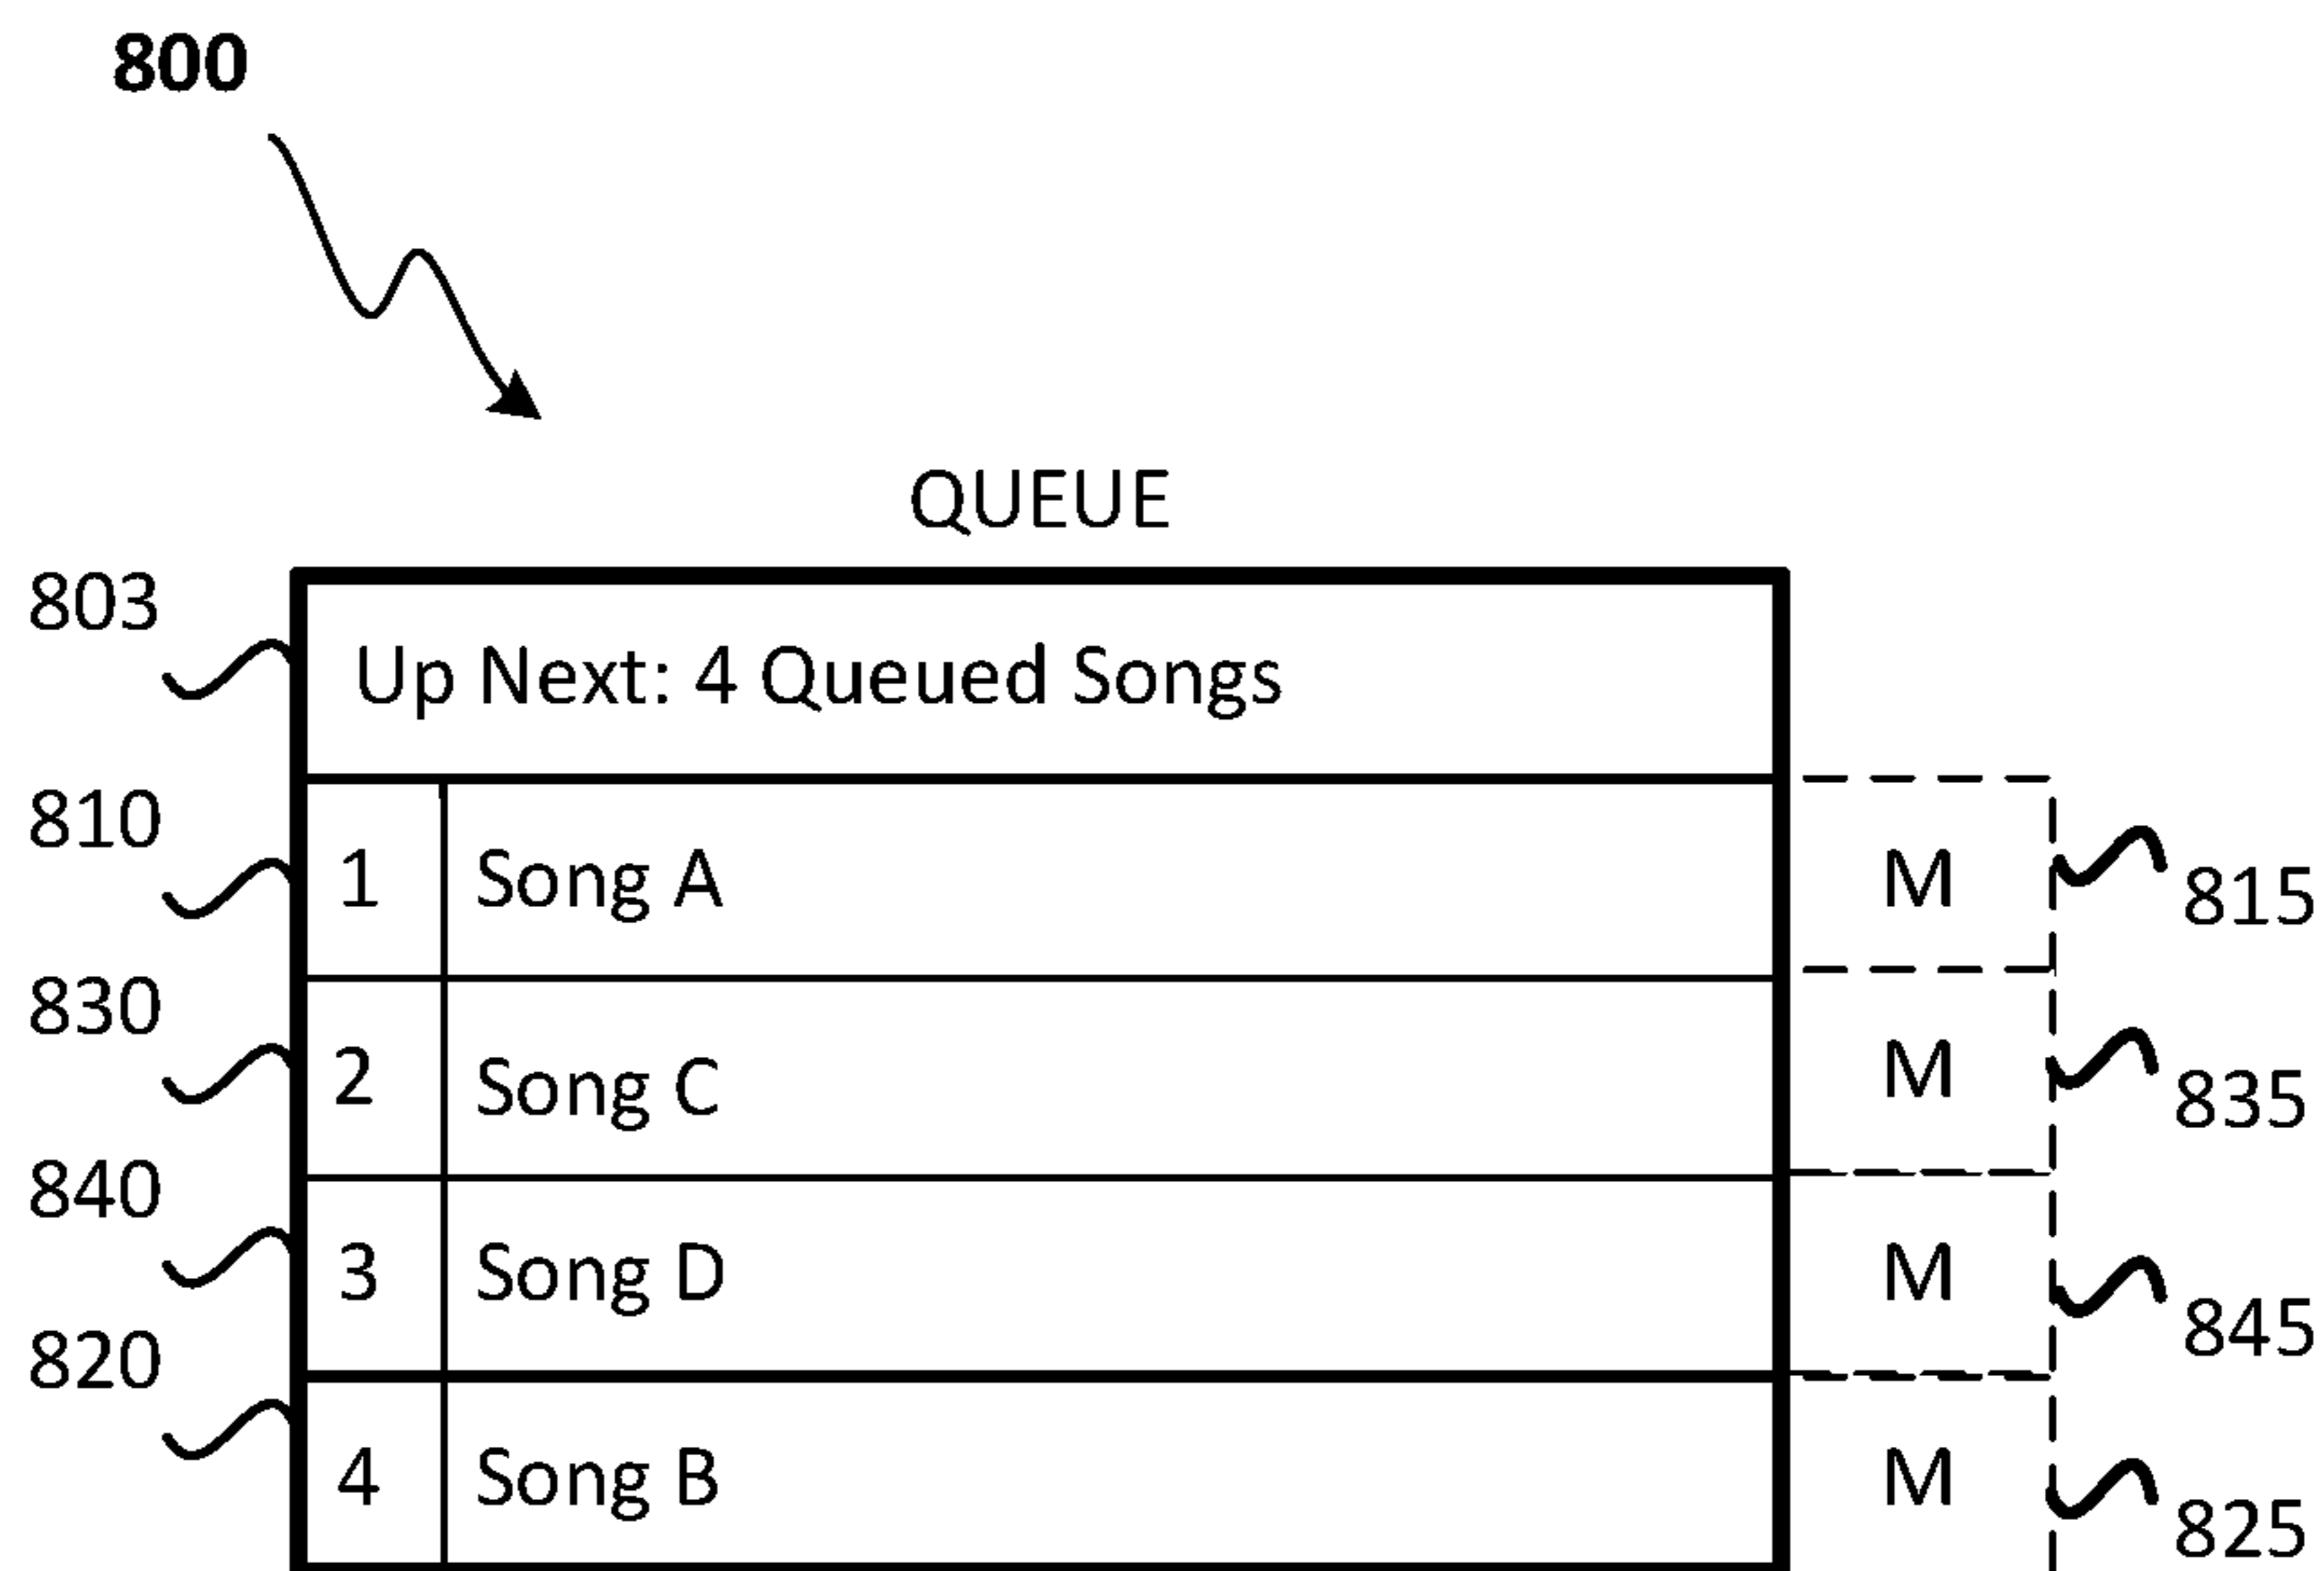 800
QUEUE
803
Up Next: 4 Queued Songs
810
1 Song A M 815
830
2 Song C M 835
840
3 Song D M 845
820
4 Song B M 825